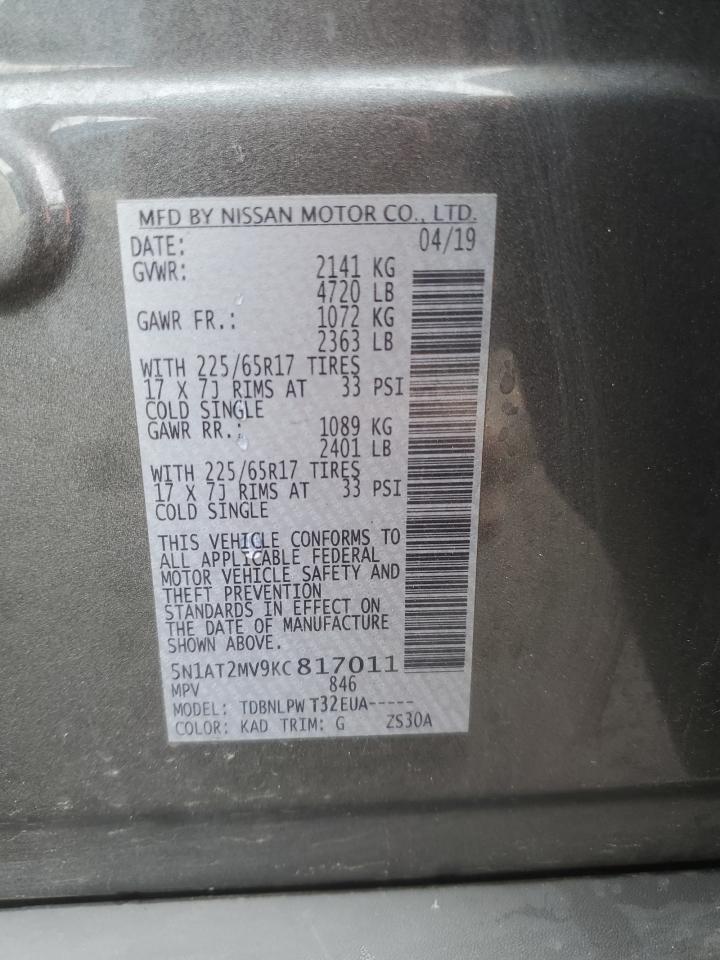 MFD BY NISSAN MOTOR CO., LTD.
DATE: 04/19
GVWR: 2141 KG
4720 LB
GAWR FR.: 1072 KG
2363 LB
WITH 225/65R17 TIRES
17 X 7J RIMS AT 33 PSI
COLD SINGLE
GAWR RR.: 1089 KG
2401 LB
WITH 225/65R17 TIRES
17 X 7J RIMS AT 33 PSI
COLD SINGLE
THIS VEHICLE CONFORMS TO
ALL APPLICABLE FEDERAL
MOTOR VEHICLE SAFETY AND
THEFT PREVENTION
STANDARDS IN EFFECT ON
THE DATE OF MANUFACTURE
SHOWN ABOVE.
5N1AT2MV9KC817011
MPV 846
MODEL: TDBNLPW T32EUA-----
COLOR: KAD TRIM: G ZS30A